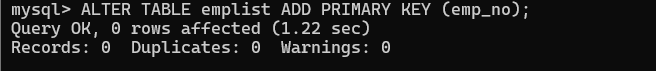 mysql> ALTER TABLE emplist ADD PRIMARY KEY (emp_no);
Query OK, 0 rows affected (1.22 sec)
Records: 0  Duplicates: 0  Warnings: 0